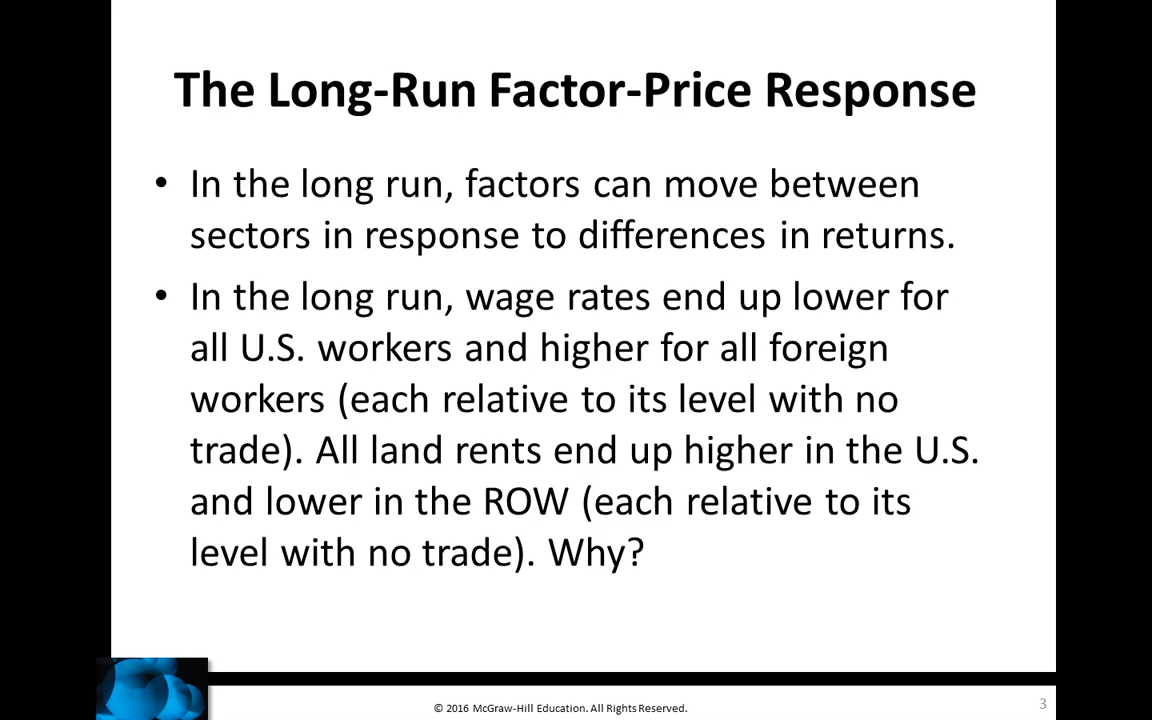 The Long-Run Factor-Price Response
• In the long run, factors can move between
sectors in response to differences in returns.
• In the long run, wage rates end up lower for
all U.S. workers and higher for all foreign
workers (each relative to its level with no
trade). All land rents end up higher in the U.S.
and lower in the ROW (each relative to its
level with no trade). Why?
© 2016 McGraw-Hill Education. All Rights Reserved.
3